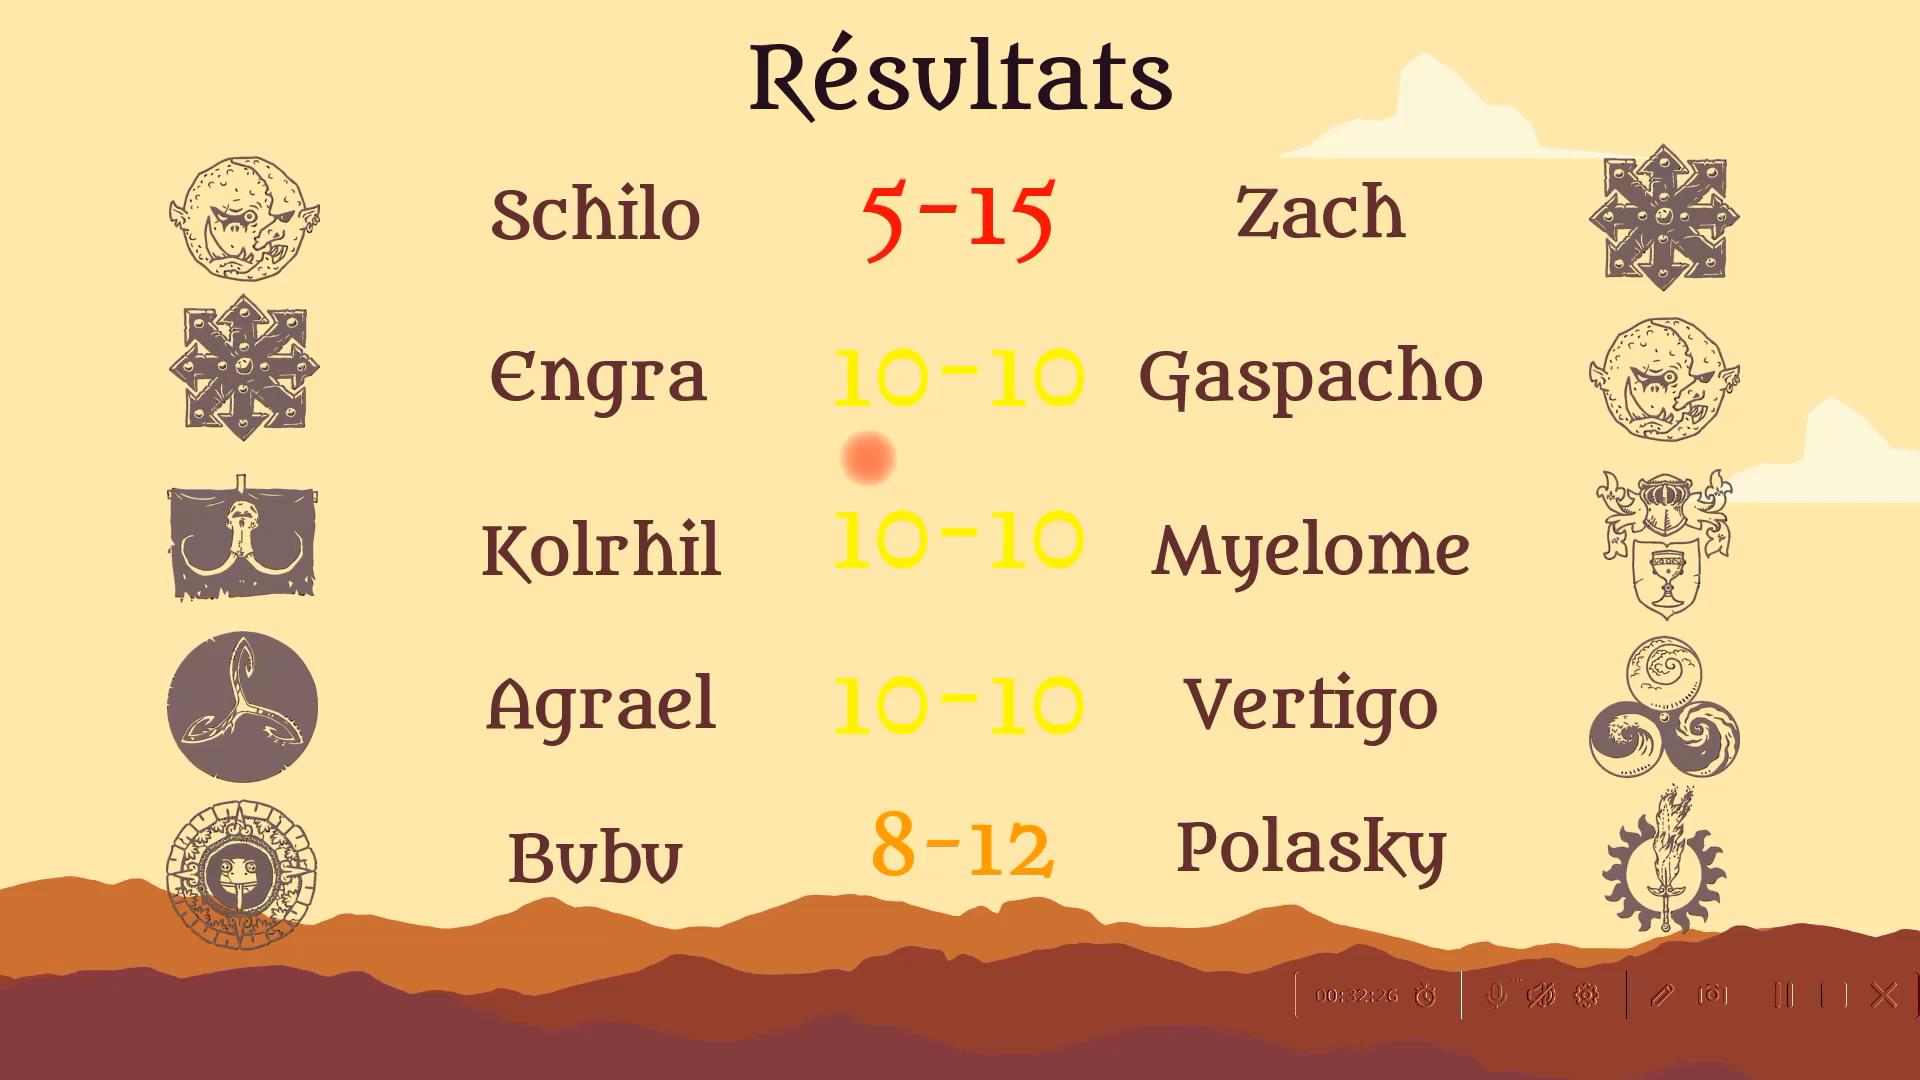 Résultats
Schilo 5-15 Zach
Engra 10-10 Gaspacho
Kolrhil 10-10 Myelome
Agrael 10-10 Vertigo
Bubu 8-12 Polasky
00:32:26